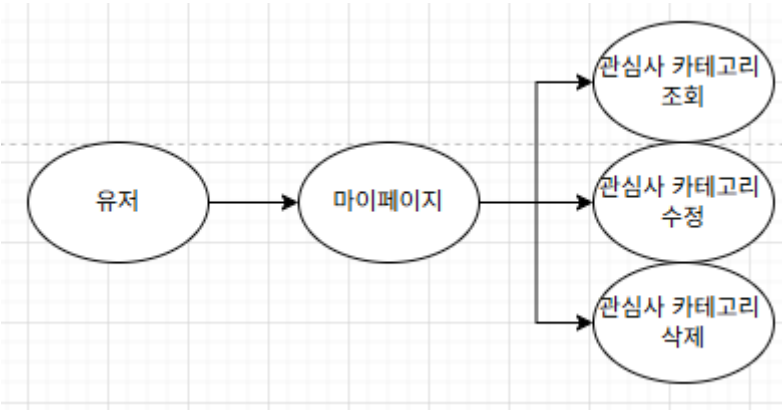 관심사 카테고리
조회
유저
마이페이지
관심사 카테고리
수정
관심사 카테고리
삭제